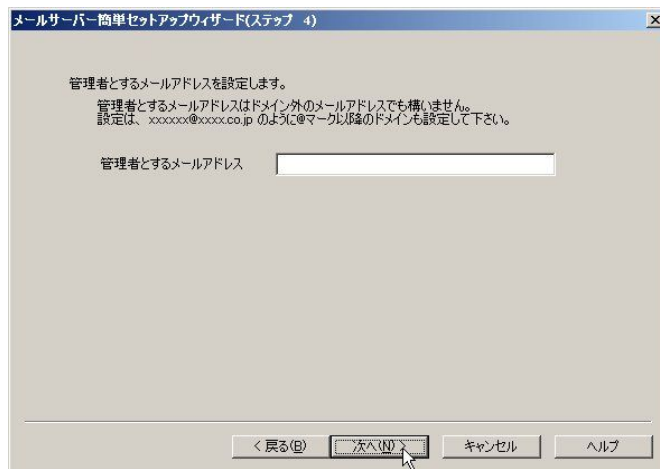 メールサーバー簡単セットアップウィザード(ステップ 4)
管理者とするメールアドレスを設定します。
管理者とするメールアドレスはドメイン外のメールアドレスでも構いません。
設定は、xxxxxx@xxxx.co.jp のように@マーク以降のドメインも設定して下さい。
管理者とするメールアドレス
< 戻る(B) 次へ(N) > キャンセル ヘルプ